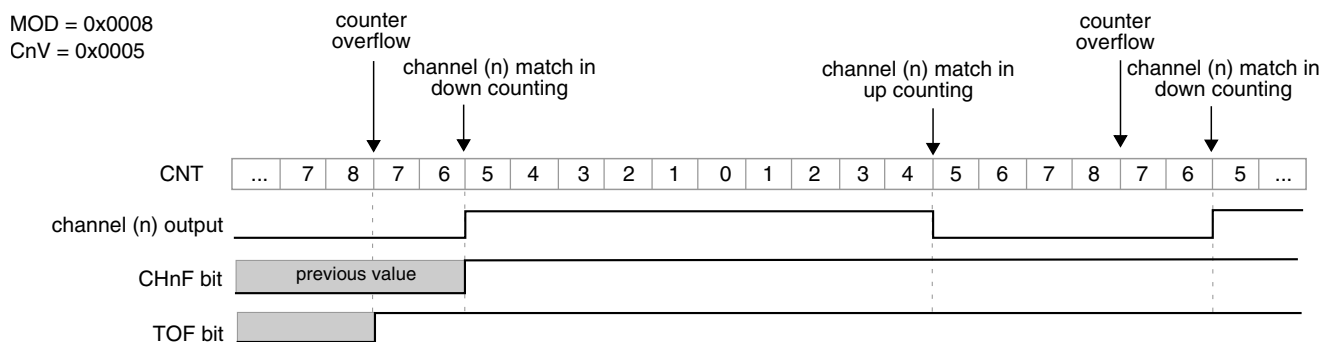 MOD = 0x0008
CnV = 0x0005
counter
overflow
channel (n) match in
down counting
channel (n) match in
up counting
counter
overflow
channel (n) match in
down counting
CNT ... 7 8 7 6 5 4 3 2 1 0 1 2 3 4 5 6 7 8 7 6 5 ...
channel (n) output
CHnF bit previous value
TOF bit